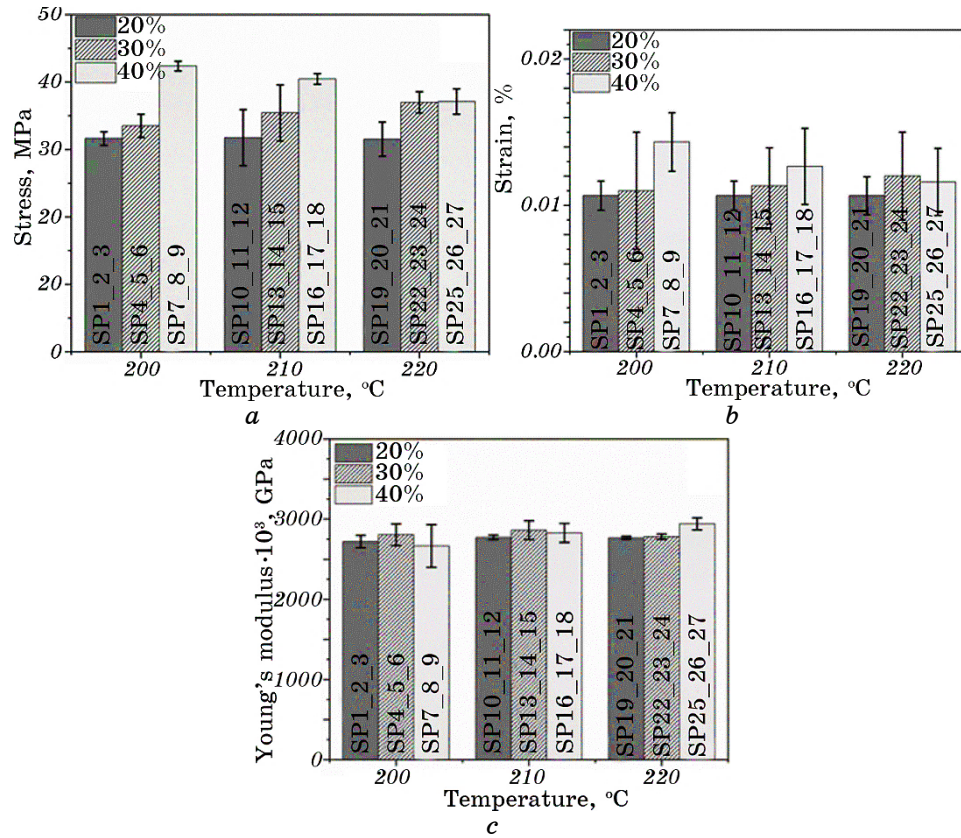 50
40
30
20
20
0
Stress, MPa
20%
30%
40%
SP1_2_3
SP4_5_6
SP7_8_9
SP10_11_12
SP13_14_15
SP16_17_18
SP19_20_21
SP22_23_24
SP25_26_27
200
210
220
Temperature, °C
a
0.02
0.01
0.00
Strain, %
20%
30%
40%
SP1_2_3
SP4_5_6
SP7_8_9
SP10_11_12
SP13_14_15
SP16_17_18
SP19_20_21
SP22_23_24
SP25_26_27
200
210
220
Temperature, °C
b
4000
3000
2000
1000
0
Young's modulus·10³, GPa
20%
30%
40%
SP1_2_3
SP4_5_6
SP7_8_9
SP10_11_12
SP13_14_15
SP16_17_18
SP19_20_21
SP22_23_24
SP25_26_27
200
210
220
Temperature, °C
c